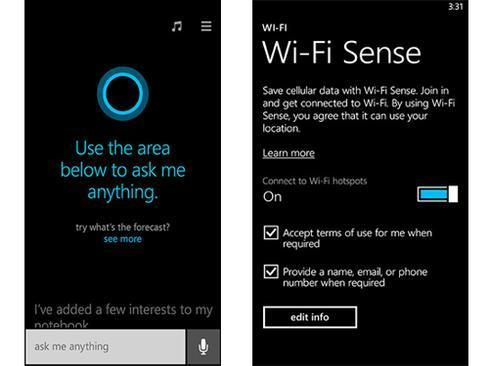 Use the area
below to ask me
anything.
try what's the forecast?
see more
I've added a few interests to my
notebook
ask me anything
3:31
WI-FI
Wi-Fi Sense
Save cellular data with Wi-Fi Sense. Join in
and get connected to Wi-Fi. By using Wi-Fi
Sense, you agree that it can use your
location.
Learn more
Connect to Wi-Fi hotspots
On
Accept terms of use for me when
required
Provide a name, email, or phone
number when required
edit info